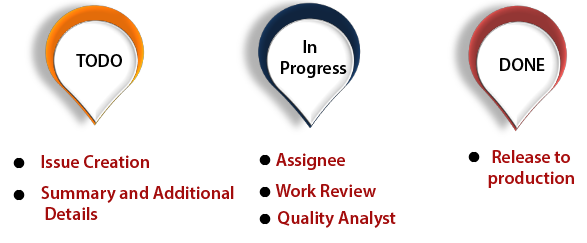 TODO
In
Progress
DONE
● Issue Creation
● Summary and Additional
Details
● Assignee
● Work Review
● Quality Analyst
● Release to
production